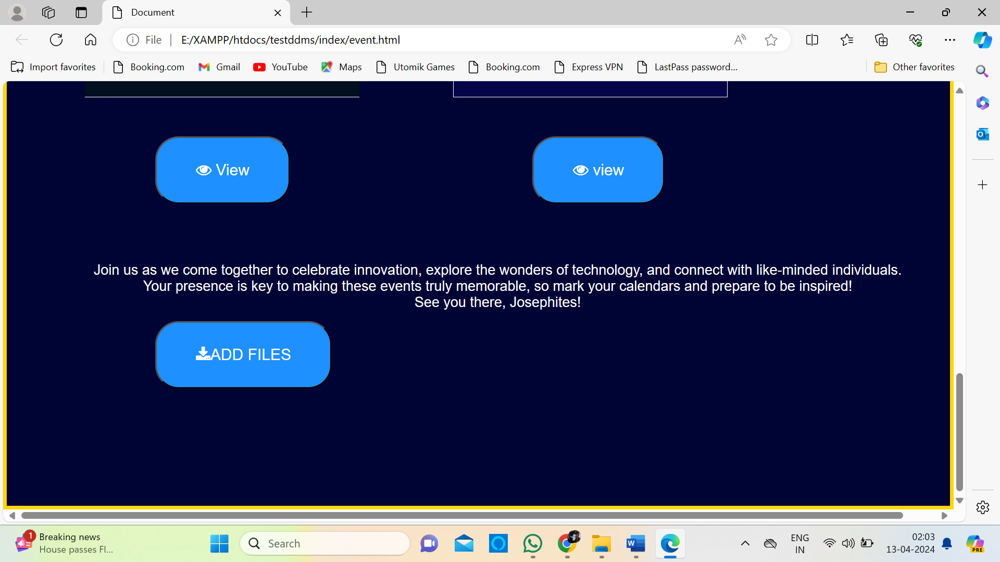 Document
File
E:/XAMPP/htdocs/testddms/index/event.html
Import favorites
Booking.com
Gmail
YouTube
Maps
Utomik Games
Booking.com
Express VPN
LastPass password...
Other favorites
View
view
Join us as we come together to celebrate innovation, explore the wonders of technology, and connect with like-minded individuals.
Your presence is key to making these events truly memorable, so mark your calendars and prepare to be inspired!
See you there, Josephites!
ADD FILES
1
Breaking news
House passes Fl...
Search
ENG
IN
02:03
13-04-2024
PRE